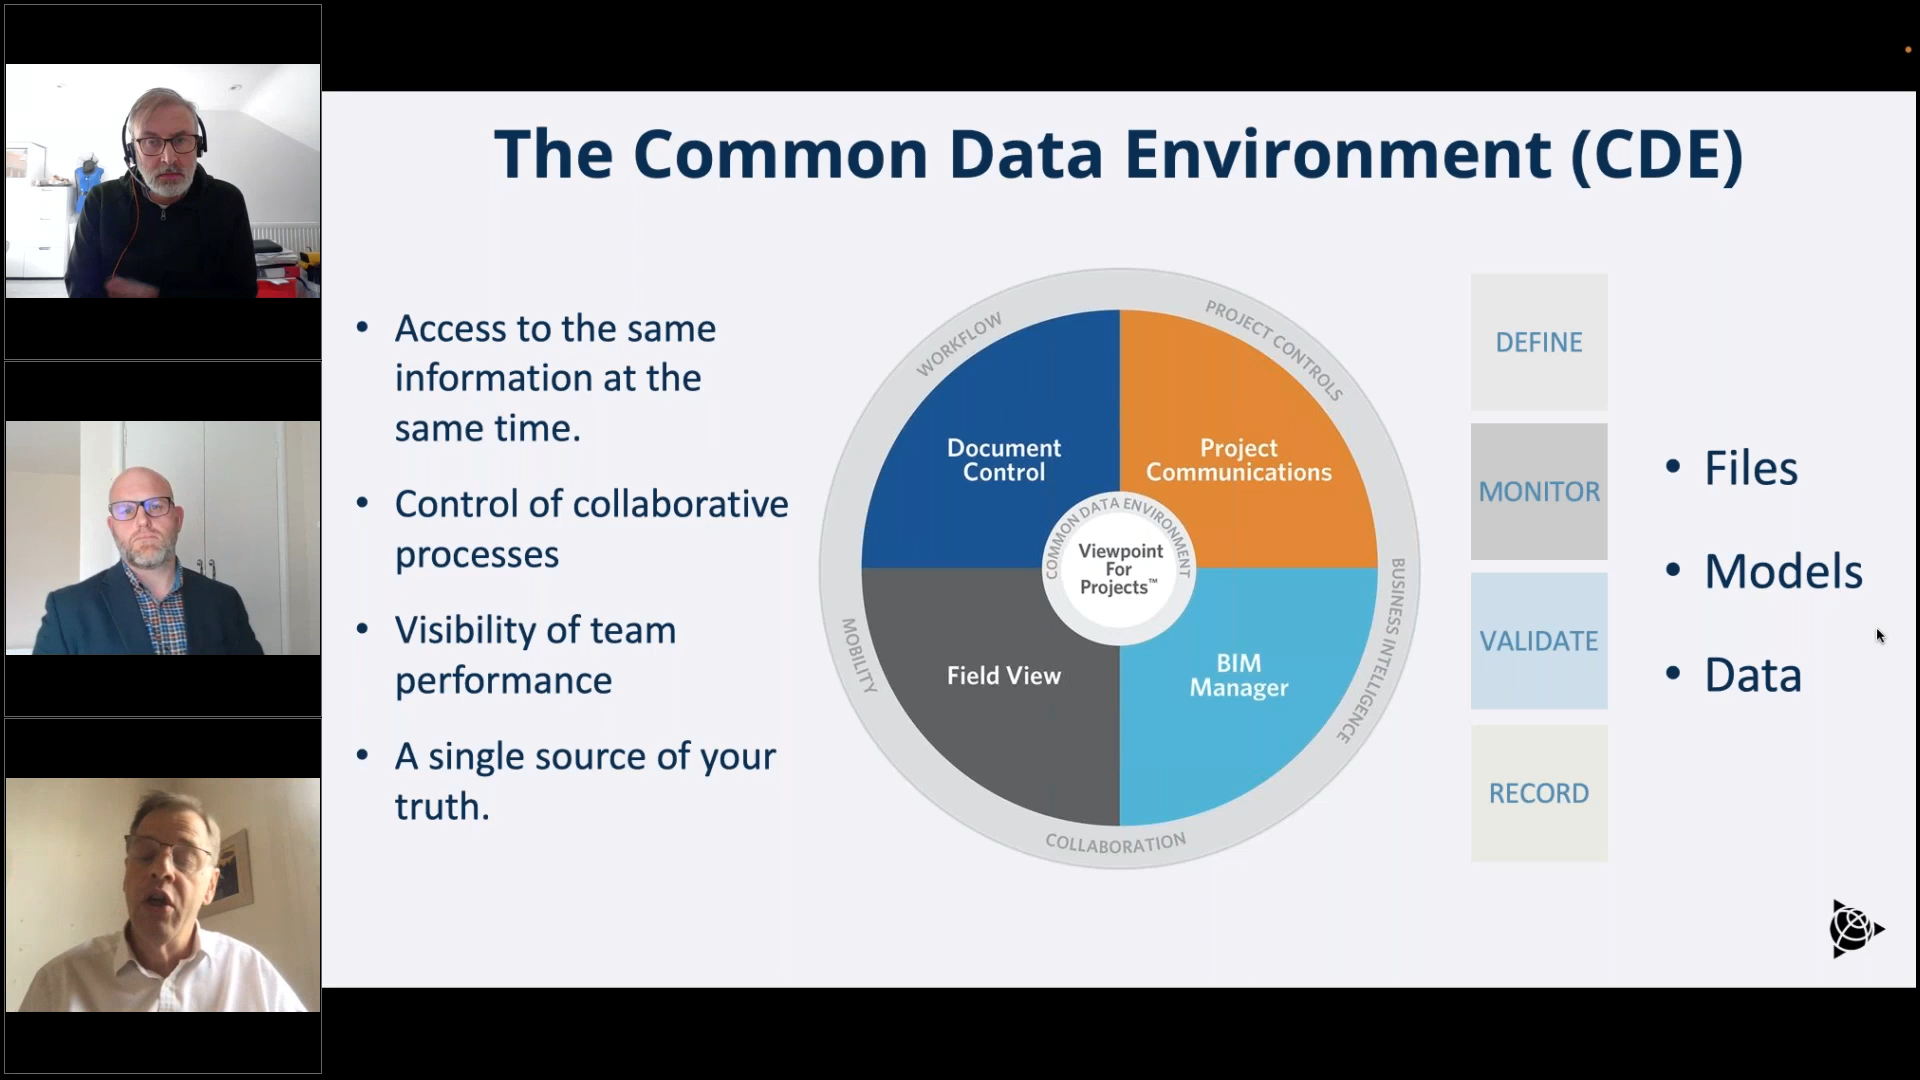 The Common Data Environment (CDE)
• Access to the same
information at the
same time.
• Control of collaborative
processes
• Visibility of team
performance
• A single source of your
truth.
WORKFLOW
PROJECT CONTROLS
BUSINESS INTELLIGENCE
COLLABORATION
MOBILITY
Document
Control
Project
Communications
COMMON DATA ENVIRONMENT
Viewpoint
For
Projects™
Field View
BIM
Manager
DEFINE
MONITOR
VALIDATE
RECORD
• Files
• Models
• Data